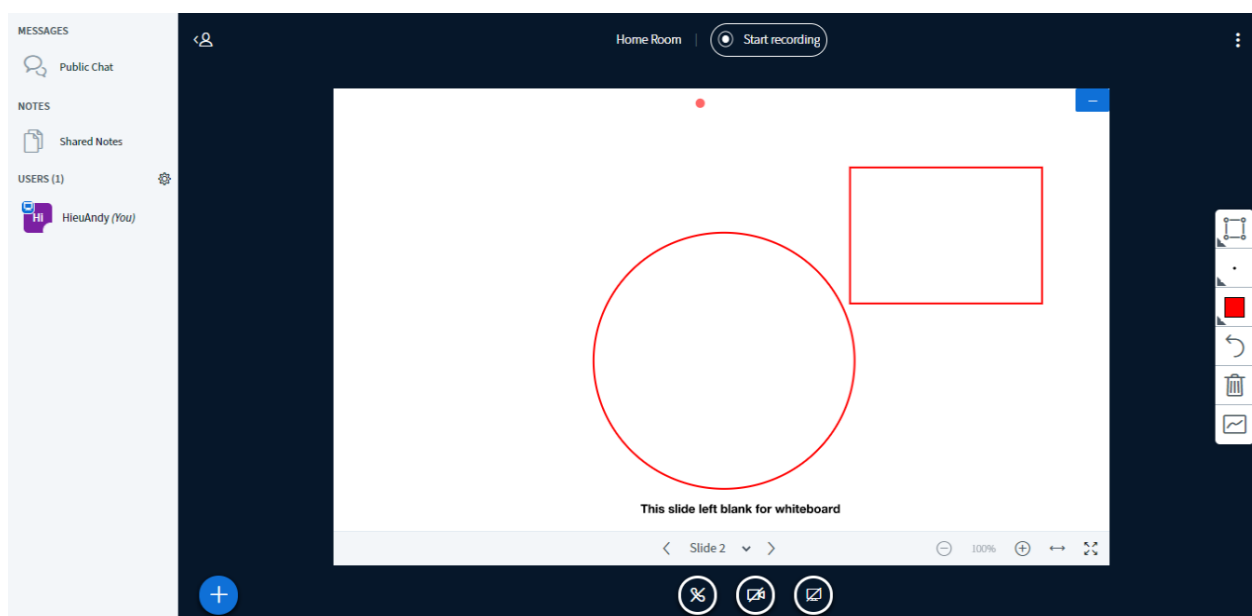 MESSAGES
Public Chat
NOTES
Shared Notes
USERS (1)
HI
HieuAndy (You)
Home Room
Start recording
This slide left blank for whiteboard
Slide 2
100%